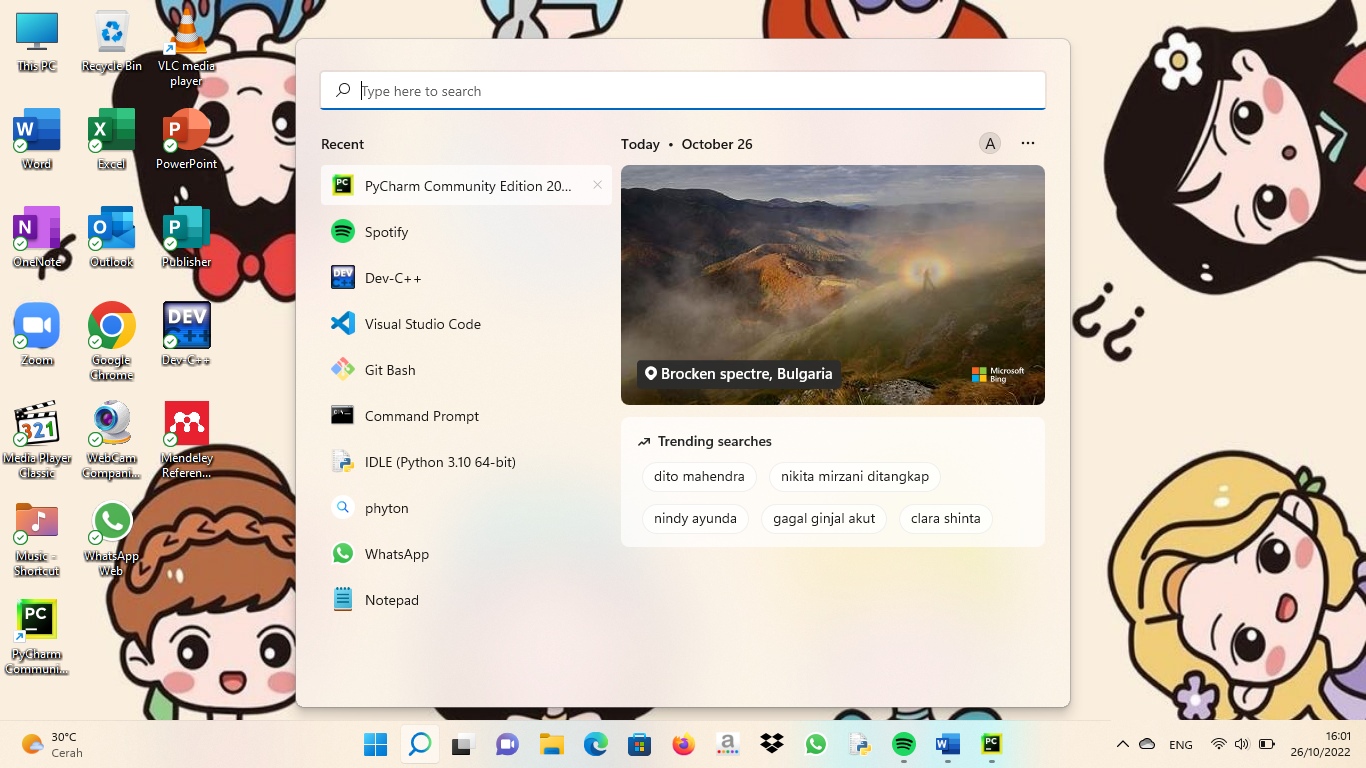 This PC
Recycle Bin
VLC media
player
Word
Excel
PowerPoint
OneNote
Outlook
Publisher
Zoom
Google
Chrome
Dev-C++
Media Player
Classic
WebCam
Compani...
Mendeley
Referen...
Music -
Shortcut
WhatsApp
Web
PyCharm
Communi...
Type here to search
Recent
PyCharm Community Edition 20...
Spotify
Dev-C++
Visual Studio Code
Git Bash
Command Prompt
IDLE (Python 3.10 64-bit)
phyton
WhatsApp
Notepad
Today • October 26
A
Brocken spectre, Bulgaria
Microsoft
Bing
Trending searches
dito mahendra
nikita mirzani ditangkap
nindy ayunda
gagal ginjal akut
clara shinta
30°C
Cerah
ENG
16:01
26/10/2022